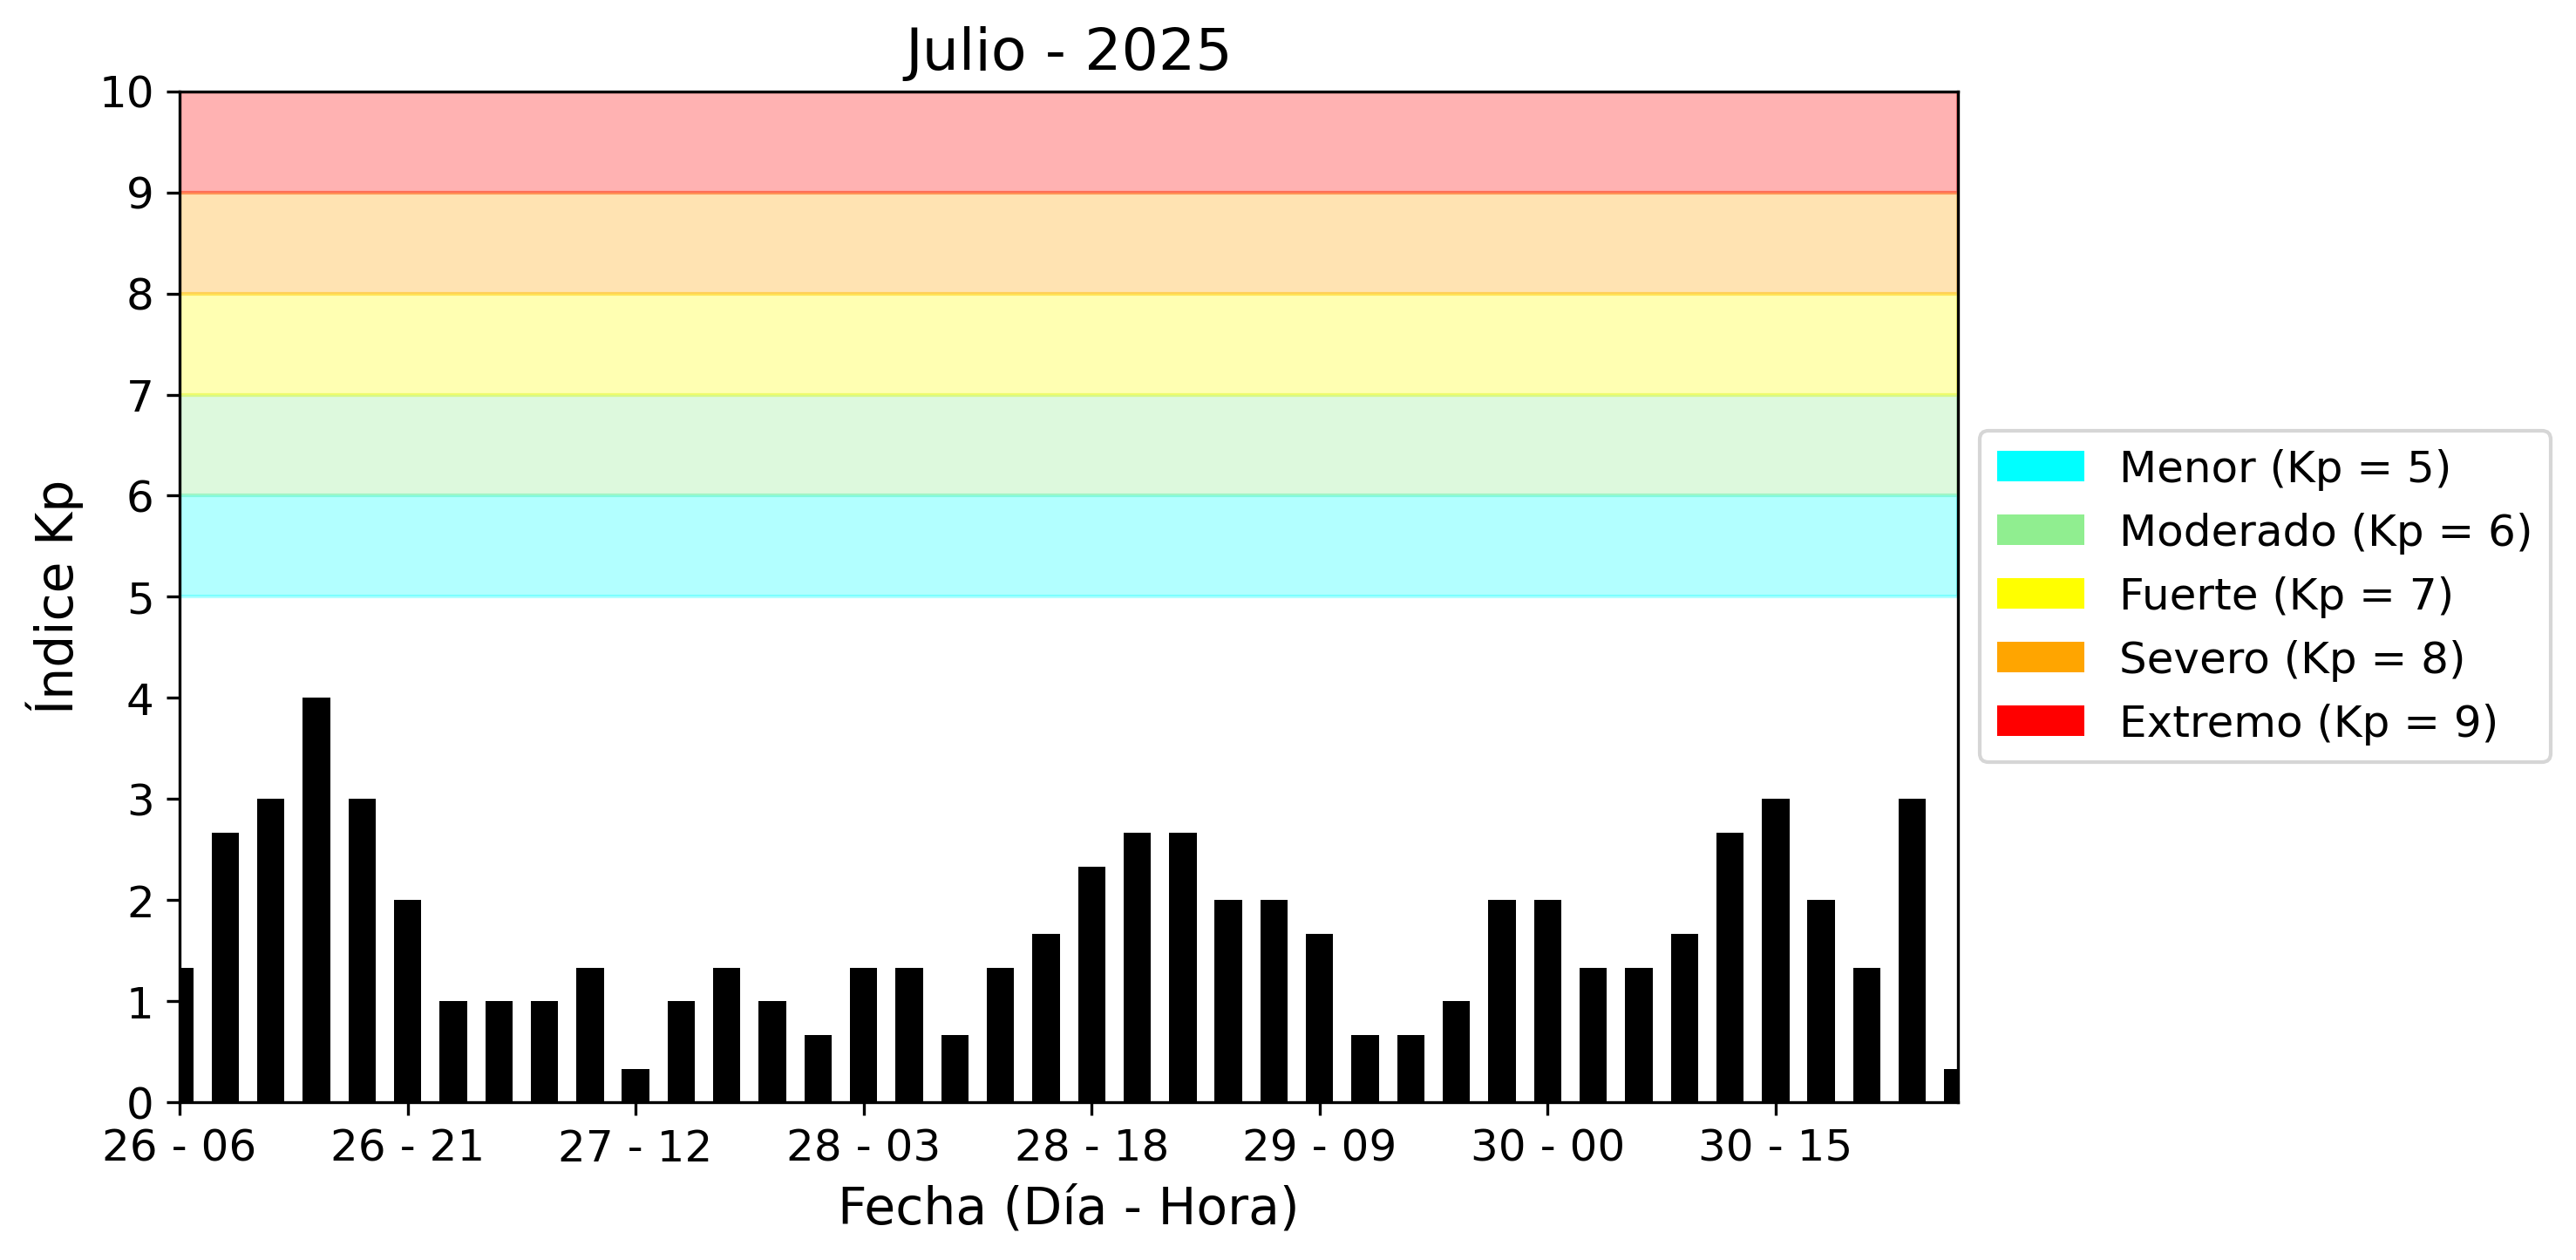 Julio - 2025
10
9
8
7
6
5
4
3
2
1
0
Índice Kp
26 - 06 26 - 21 27 - 12 28 - 03 28 - 18 29 - 09 30 - 00 30 - 15
Fecha (Día - Hora)
Menor (Kp = 5)
Moderado (Kp = 6)
Fuerte (Kp = 7)
Severo (Kp = 8)
Extremo (Kp = 9)